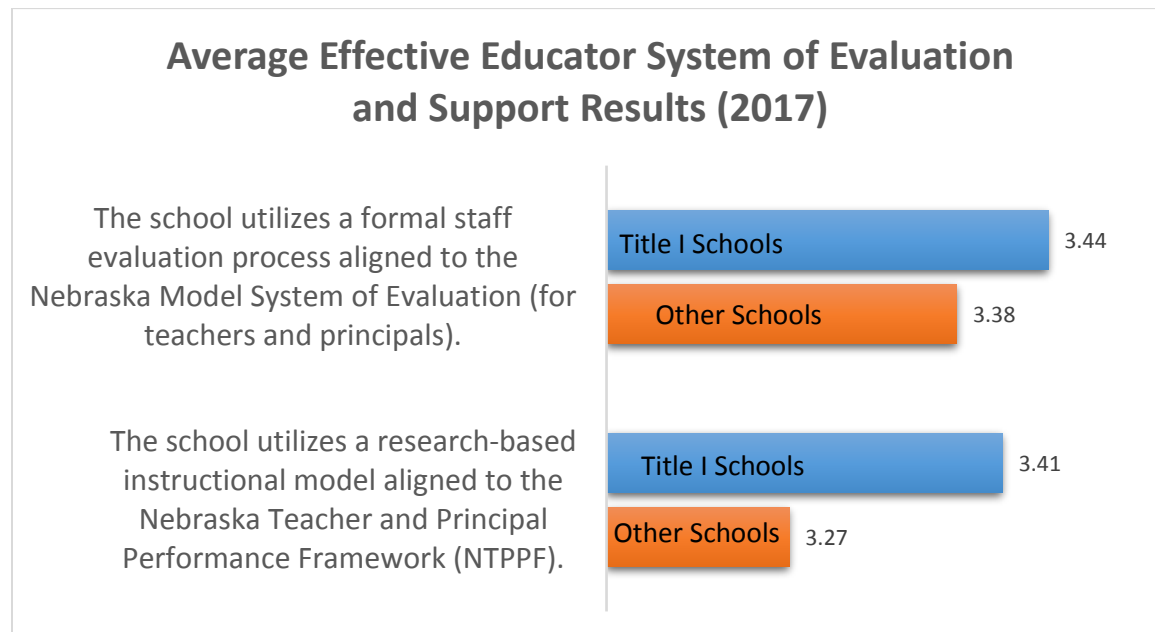 Average Effective Educator System of Evaluation
and Support Results (2017)
The school utilizes a formal staff
evaluation process aligned to the
Nebraska Model System of Evaluation (for
teachers and principals).
Title I Schools
3.44
Other Schools
3.38
The school utilizes a research-based
instructional model aligned to the
Nebraska Teacher and Principal
Performance Framework (NTPPF).
Title I Schools
3.41
Other Schools
3.27